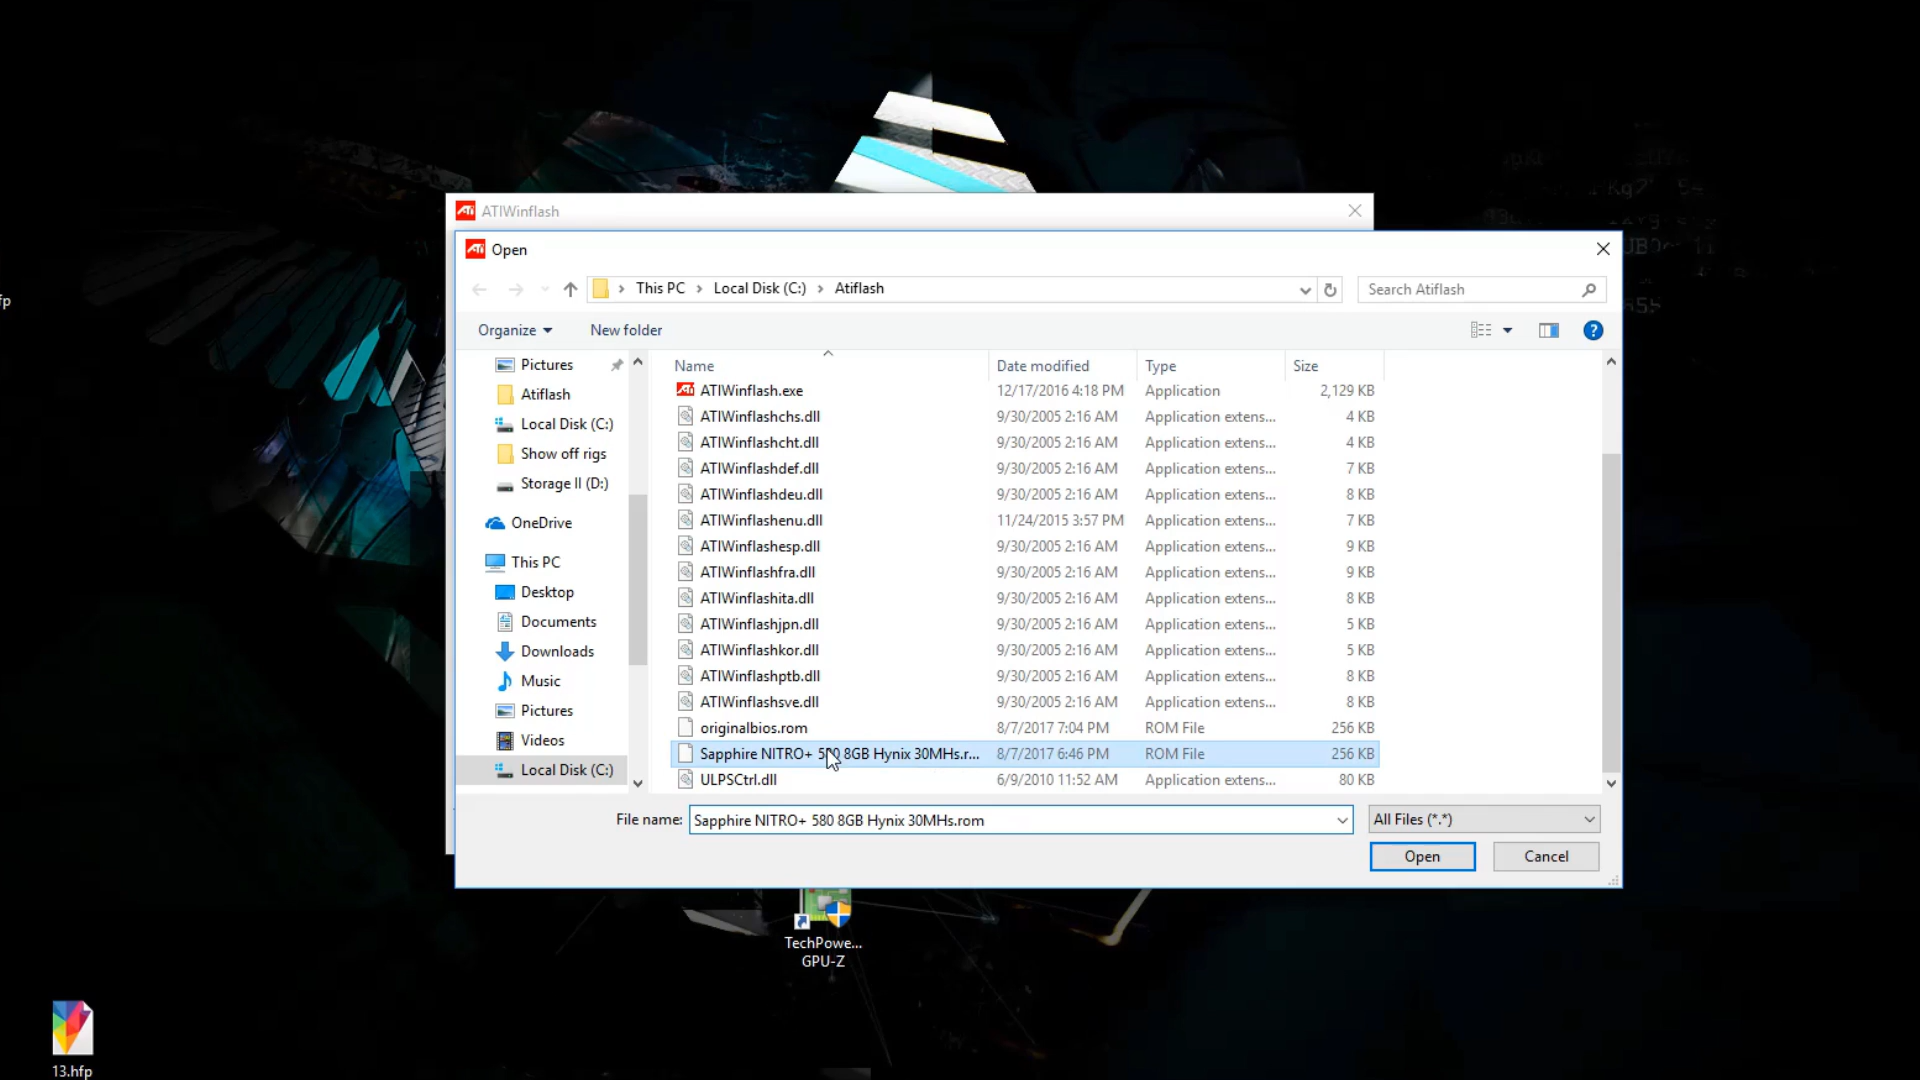 fp
ATI ATIWinflash
ATI Open
This PC > Local Disk (C:) > Atiflash
Search Atiflash
Organize
New folder
?
Pictures
Atiflash
Local Disk (C:)
Show off rigs
Storage II (D:)
OneDrive
This PC
Desktop
Documents
Downloads
Music
Pictures
Videos
Local Disk (C:)
Name Date modified Type Size
ATIWinflash.exe 12/17/2016 4:18 PM Application 2,129 KB
ATIWinflashchs.dll 9/30/2005 2:16 AM Application extens... 4 KB
ATIWinflashcht.dll 9/30/2005 2:16 AM Application extens... 4 KB
ATIWinflashdef.dll 9/30/2005 2:16 AM Application extens... 7 KB
ATIWinflashdeu.dll 9/30/2005 2:16 AM Application extens... 8 KB
ATIWinflashenu.dll 11/24/2015 3:57 PM Application extens... 7 KB
ATIWinflashesp.dll 9/30/2005 2:16 AM Application extens... 9 KB
ATIWinflashfra.dll 9/30/2005 2:16 AM Application extens... 9 KB
ATIWinflashita.dll 9/30/2005 2:16 AM Application extens... 8 KB
ATIWinflashjpn.dll 9/30/2005 2:16 AM Application extens... 5 KB
ATIWinflashkor.dll 9/30/2005 2:16 AM Application extens... 5 KB
ATIWinflashptb.dll 9/30/2005 2:16 AM Application extens... 8 KB
ATIWinflashsve.dll 9/30/2005 2:16 AM Application extens... 8 KB
originalbios.rom 8/7/2017 7:04 PM ROM File 256 KB
Sapphire NITRO+ 580 8GB Hynix 30MHs.r... 8/7/2017 6:46 PM ROM File 256 KB
ULPSCtrl.dll 6/9/2010 11:52 AM Application extens... 80 KB
File name: Sapphire NITRO+ 580 8GB Hynix 30MHs.rom
All Files (*.*)
Open
Cancel
TechPowe...
GPU-Z
13.hfp